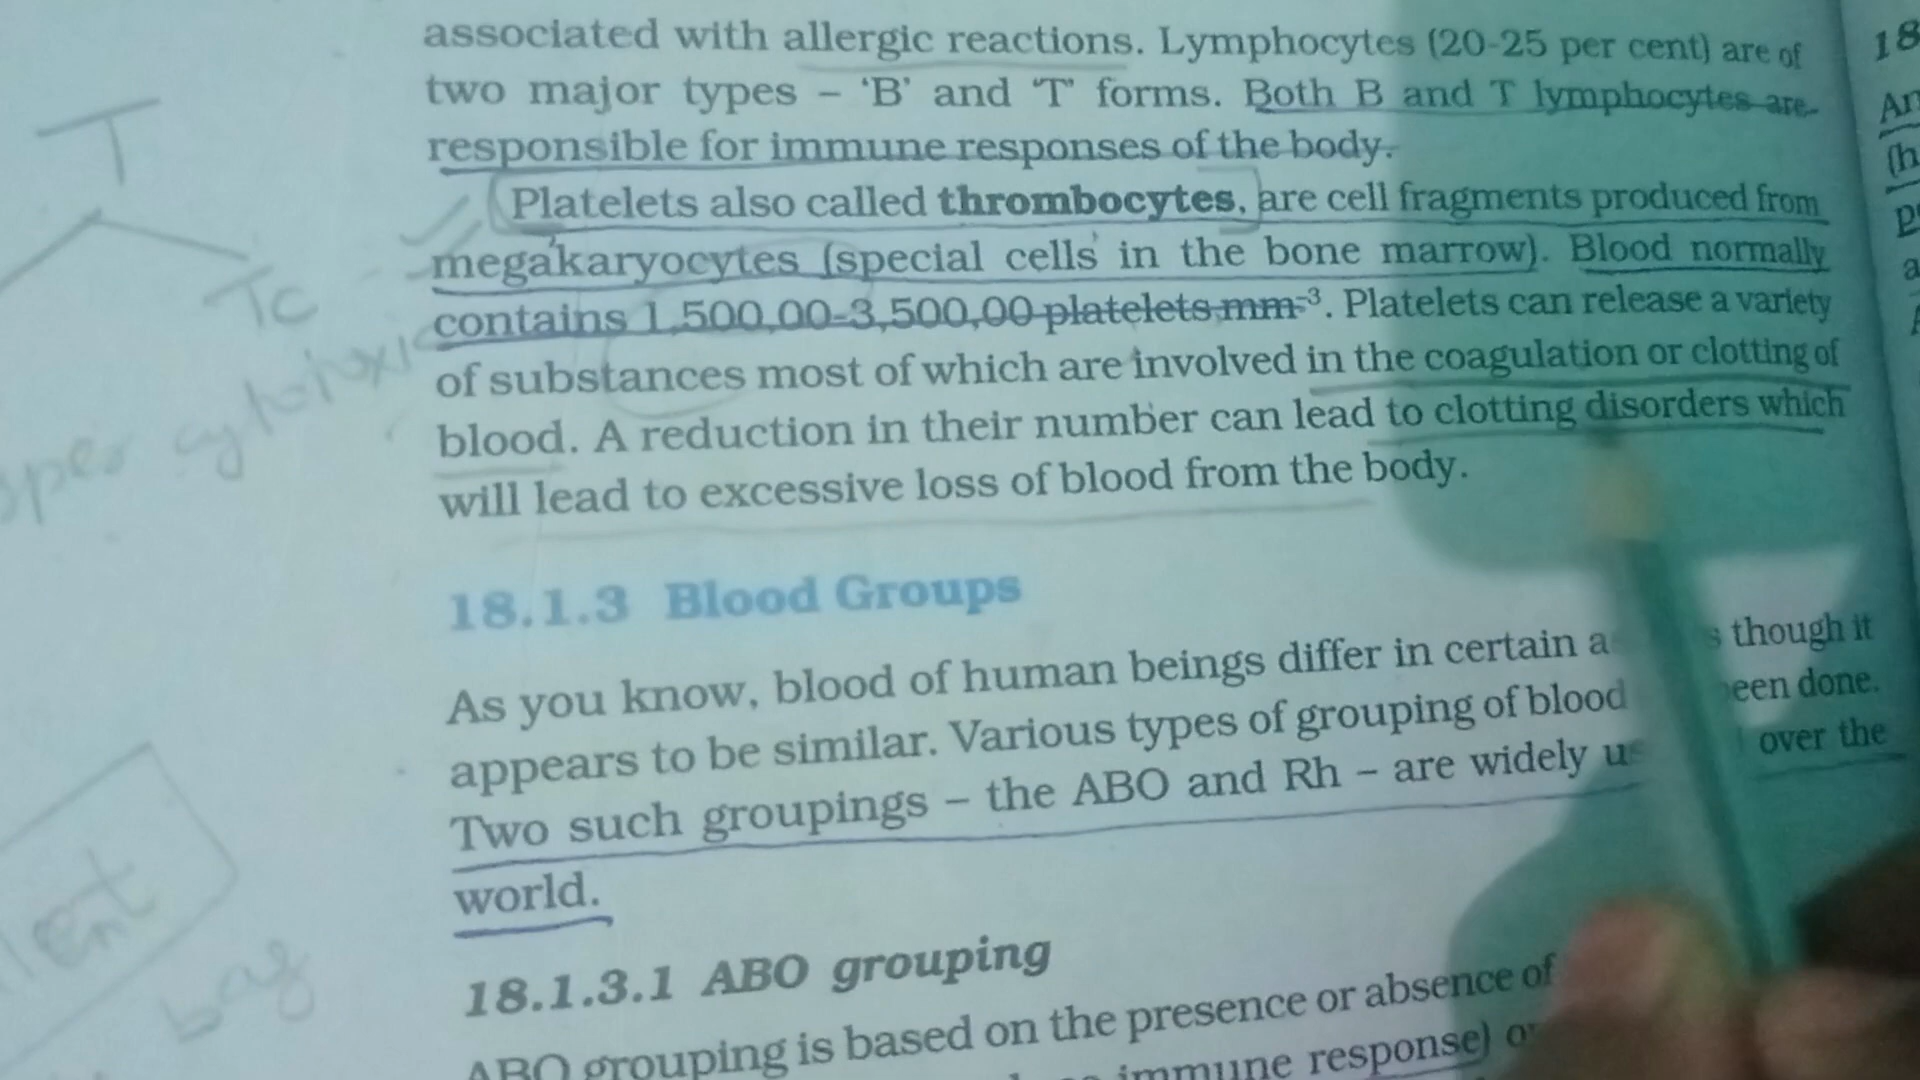 associated with allergic reactions. Lymphocytes (20-25 per cent) are of
two major types – ‘B’ and ‘T’ forms. Both B and T lymphocytes are
responsible for immune responses of the body.
Platelets also called thrombocytes, are cell fragments produced from
megakaryocytes (special cells in the bone marrow). Blood normally
contains 1,500,00-3,500,00 platelets mm-3. Platelets can release a variety
of substances most of which are involved in the coagulation or clotting of
blood. A reduction in their number can lead to clotting disorders which
will lead to excessive loss of blood from the body.
18.1.3 Blood Groups
As you know, blood of human beings differ in certain though it
appears to be similar. Various types of grouping of blood done.
Two such groupings – the ABO and Rh – are widely over the
world.
18.1.3.1 ABO grouping
ABO grouping is based on the presence or absence of
immune response)
T
Tc
cytotoxic
bag
18